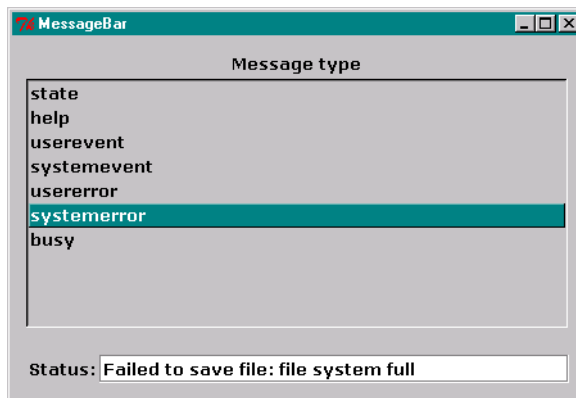 MessageBar
Message type
state
help
userevent
systemevent
usererror
systemerror
busy
Status: Failed to save file: file system full